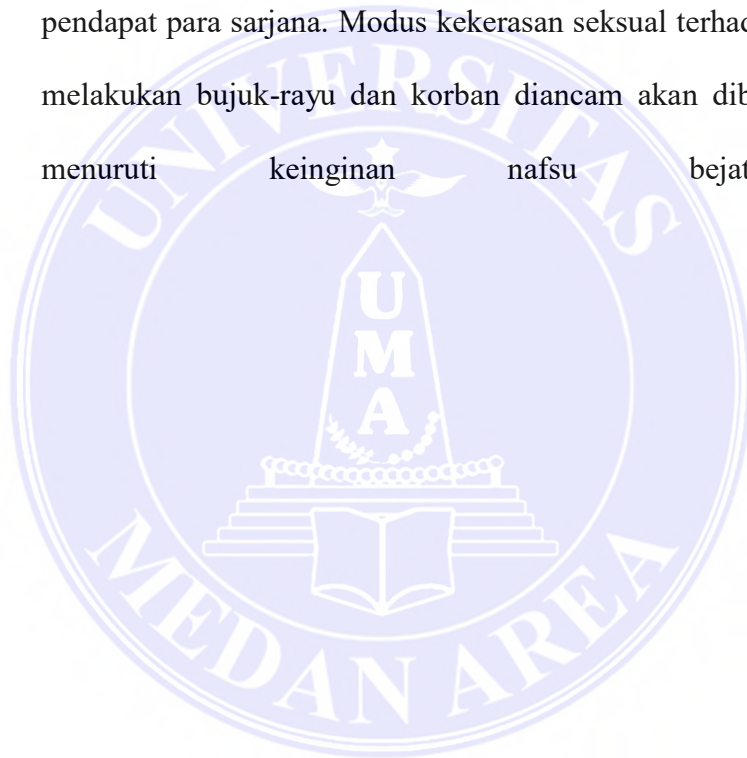 pendapat para sarjana. Modus kekerasan seksual
melakukan bujuk-rayu dan korban diancam akan
menuruti keinginan nafsu
UNIVERSITAS
UMA
MEDAN AREA